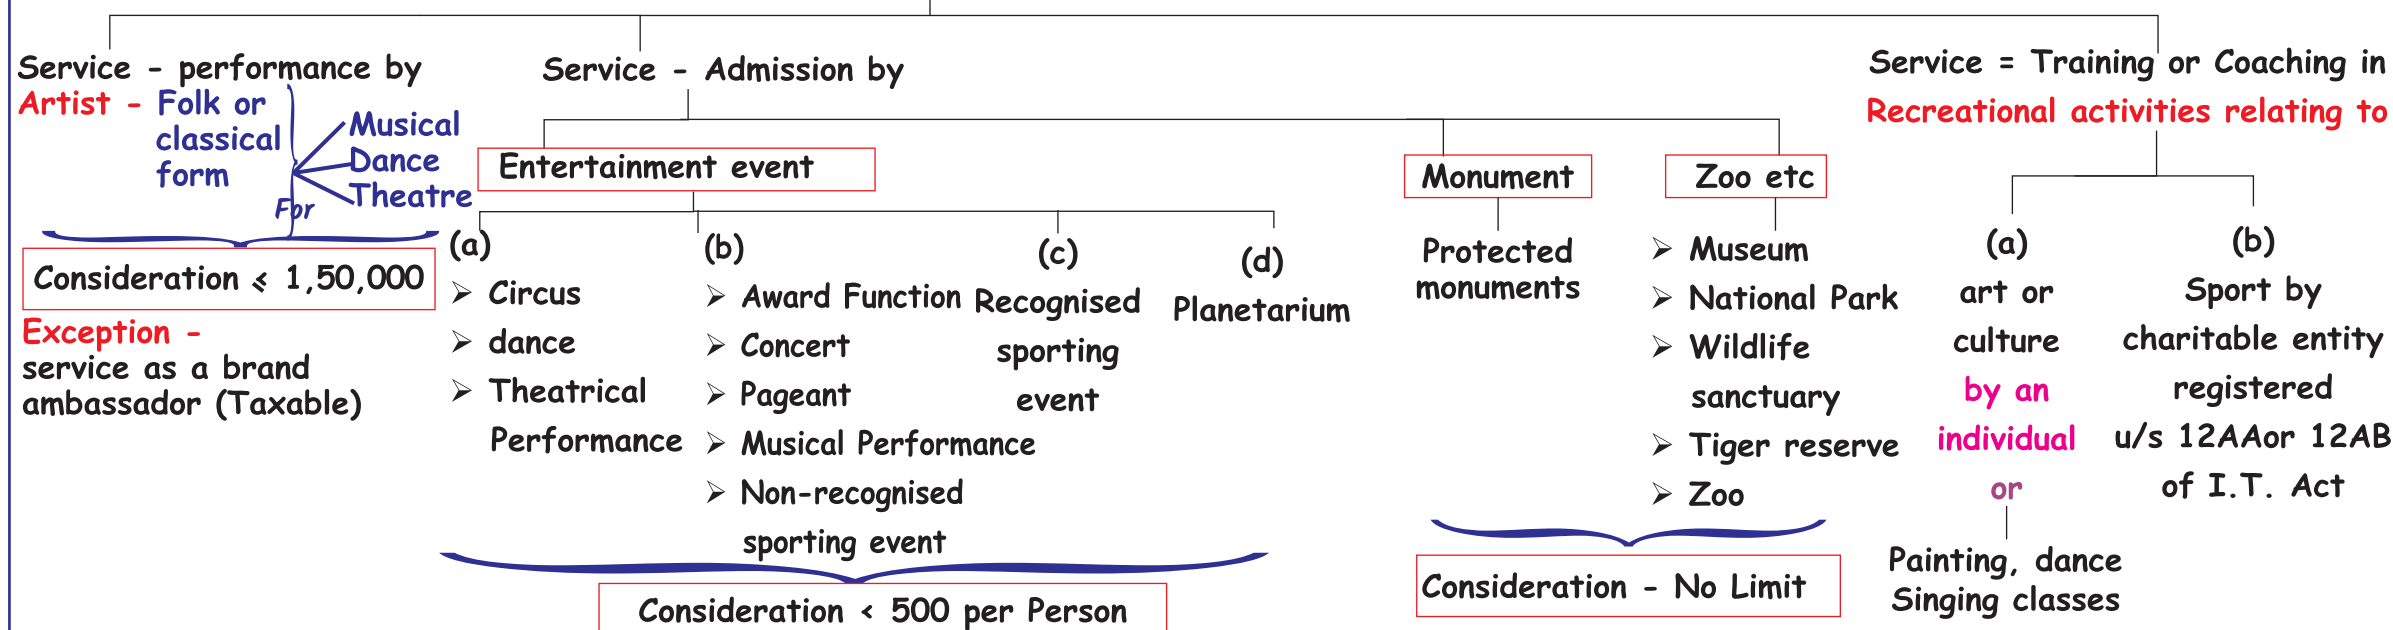 Service - performance by
Artist - Folk or
classical
form
Musical
Dance
Theatre
For
Consideration ⩽ 1,50,000
Exception -
service as a brand
ambassador (Taxable)
Service - Admission by
Entertainment event
(a)
➢ Circus
➢ dance
➢ Theatrical
Performance
(b)
➢ Award Function
➢ Concert
➢ Pageant
➢ Musical Performance
➢ Non-recognised
sporting event
(c)
Recognised
sporting
event
(d)
Planetarium
Consideration < 500 per Person
Monument
Protected
monuments
Zoo etc
➢ Museum
➢ National Park
➢ Wildlife
sanctuary
➢ Tiger reserve
➢ Zoo
Consideration - No Limit
Service = Training or Coaching in
Recreational activities relating to
(a)
art or
culture
by an
individual
or
Painting, dance
Singing classes
(b)
Sport by
charitable entity
registered
u/s 12AAor 12AB
of I.T. Act